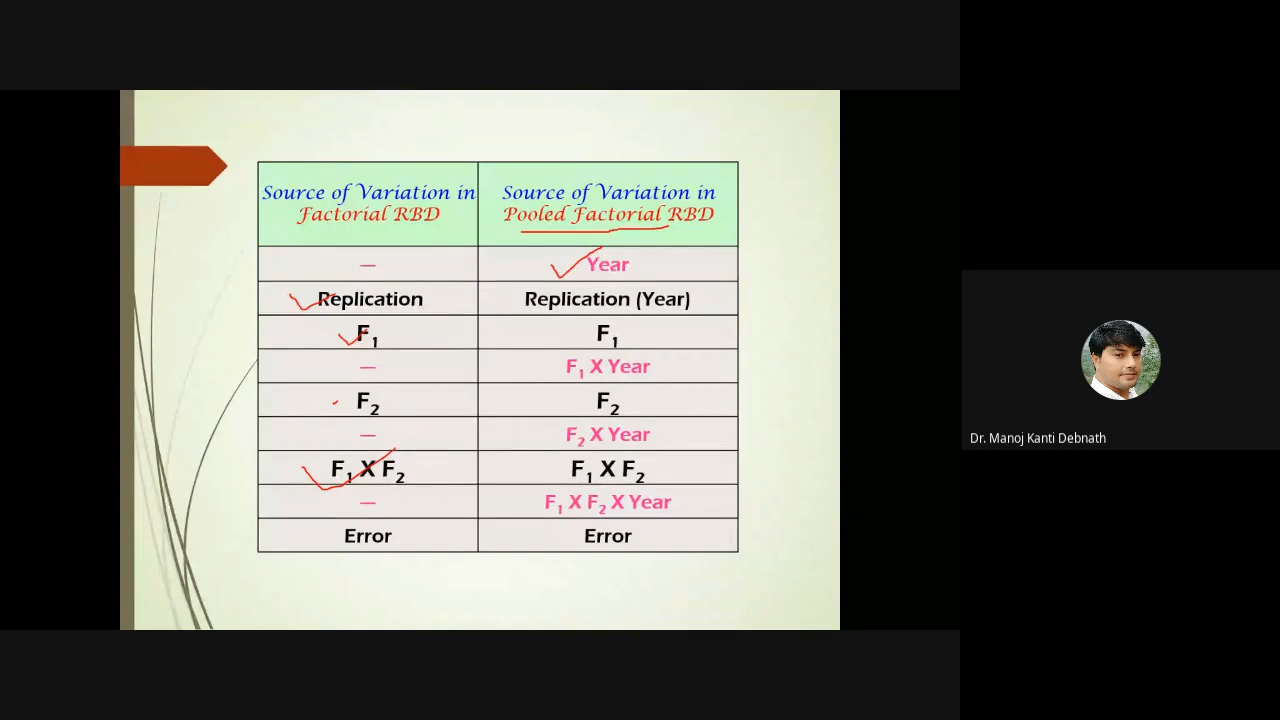 Source of Variation in
Factorial RBD
Source of Variation in
Pooled Factorial RBD
— Year
Replication Replication (Year)
F₁ F₁
— F₁ X Year
F₂ F₂
— F₂ X Year
F₁ X F₂ F₁ X F₂
— F₁ X F₂ X Year
Error Error
Dr. Manoj Kanti Debnath